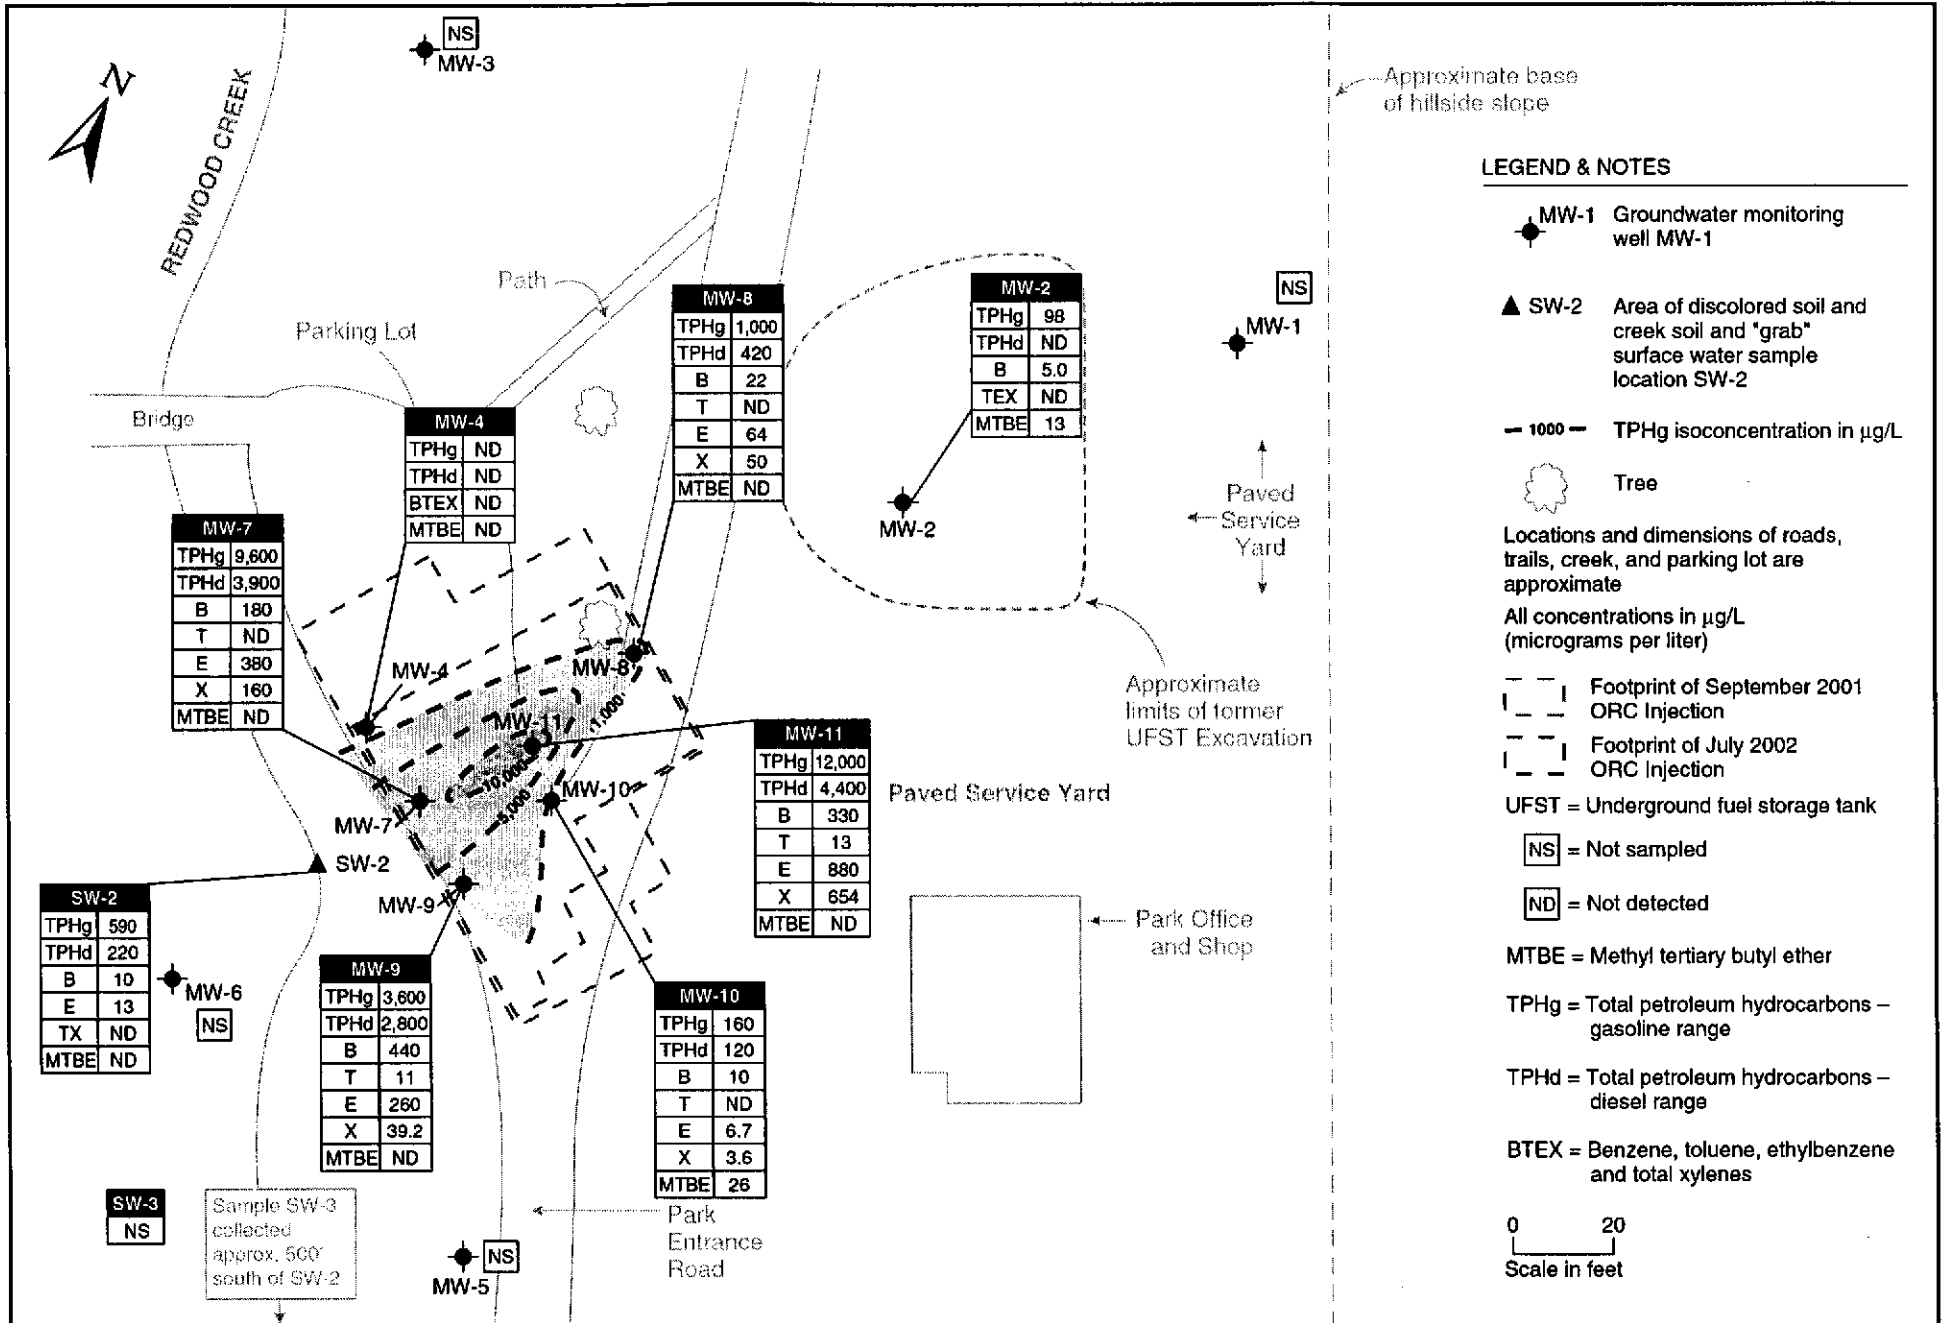 N
REDWOOD CREEK
NS
MW-3
Approximate base
of hillside slope
Path
Parking Lot
Bridge
MW-8
TPHg 1,000
TPHd 420
B 22
T ND
E 64
X 50
MTBE ND
MW-2
TPHg 98
TPHd ND
B 5.0
TEX ND
MTBE 13
MW-2
NS
MW-1
Paved
Service
Yard
MW-4
TPHg ND
TPHd ND
BTEX ND
MTBE ND
MW-7
TPHg 9,600
TPHd 3,900
B 180
T ND
E 380
X 160
MTBE ND
MW-4
MW-8
MW-11
1,000
10,000
5,000
MW-10
MW-7
SW-2
MW-9
Approximate
limits of former
UFST Excavation
MW-11
TPHg 12,000
TPHd 4,400
B 330
T 13
E 880
X 654
MTBE ND
Paved Service Yard
Park Office
and Shop
SW-2
TPHg 590
TPHd 220
B 10
E 13
TX ND
MTBE ND
MW-6
NS
MW-9
TPHg 3,600
TPHd 2,800
B 440
T 11
E 260
X 39.2
MTBE ND
MW-10
TPHg 160
TPHd 120
B 10
T ND
E 6.7
X 3.6
MTBE 26
SW-3
NS
Sample SW-3
collected
approx. 500'
south of SW-2
MW-5
NS
Park
Entrance
Road
LEGEND & NOTES
MW-1 Groundwater monitoring
well MW-1
SW-2 Area of discolored soil and
creek soil and "grab"
surface water sample
location SW-2
1000 TPHg isoconcentration in µg/L
Tree
Locations and dimensions of roads,
trails, creek, and parking lot are
approximate
All concentrations in µg/L
(micrograms per liter)
Footprint of September 2001
ORC Injection
Footprint of July 2002
ORC Injection
UFST = Underground fuel storage tank
NS = Not sampled
ND = Not detected
MTBE = Methyl tertiary butyl ether
TPHg = Total petroleum hydrocarbons –
gasoline range
TPHd = Total petroleum hydrocarbons –
diesel range
BTEX = Benzene, toluene, ethylbenzene
and total xylenes
0 20
Scale in feet